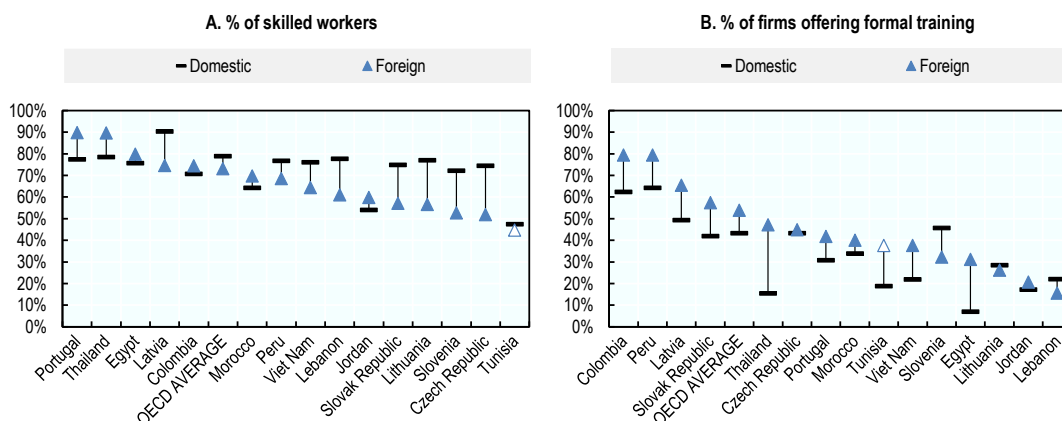 A. % of skilled workers
Domestic
Foreign
100%
90%
80%
70%
60%
50%
40%
30%
20%
10%
0%
Portugal
Thailand
Egypt
Latvia
Colombia
OECD AVERAGE
Morocco
Peru
Viet Nam
Lebanon
Jordan
Slovak Republic
Lithuania
Slovenia
Czech Republic
Tunisia
B. % of firms offering formal training
Domestic
Foreign
100%
90%
80%
70%
60%
50%
40%
30%
20%
10%
0%
Colombia
Peru
Latvia
Slovak Republic
OECD AVERAGE
Thailand
Czech Republic
Portugal
Morocco
Tunisia
Viet Nam
Slovenia
Egypt
Lithuania
Jordan
Lebanon